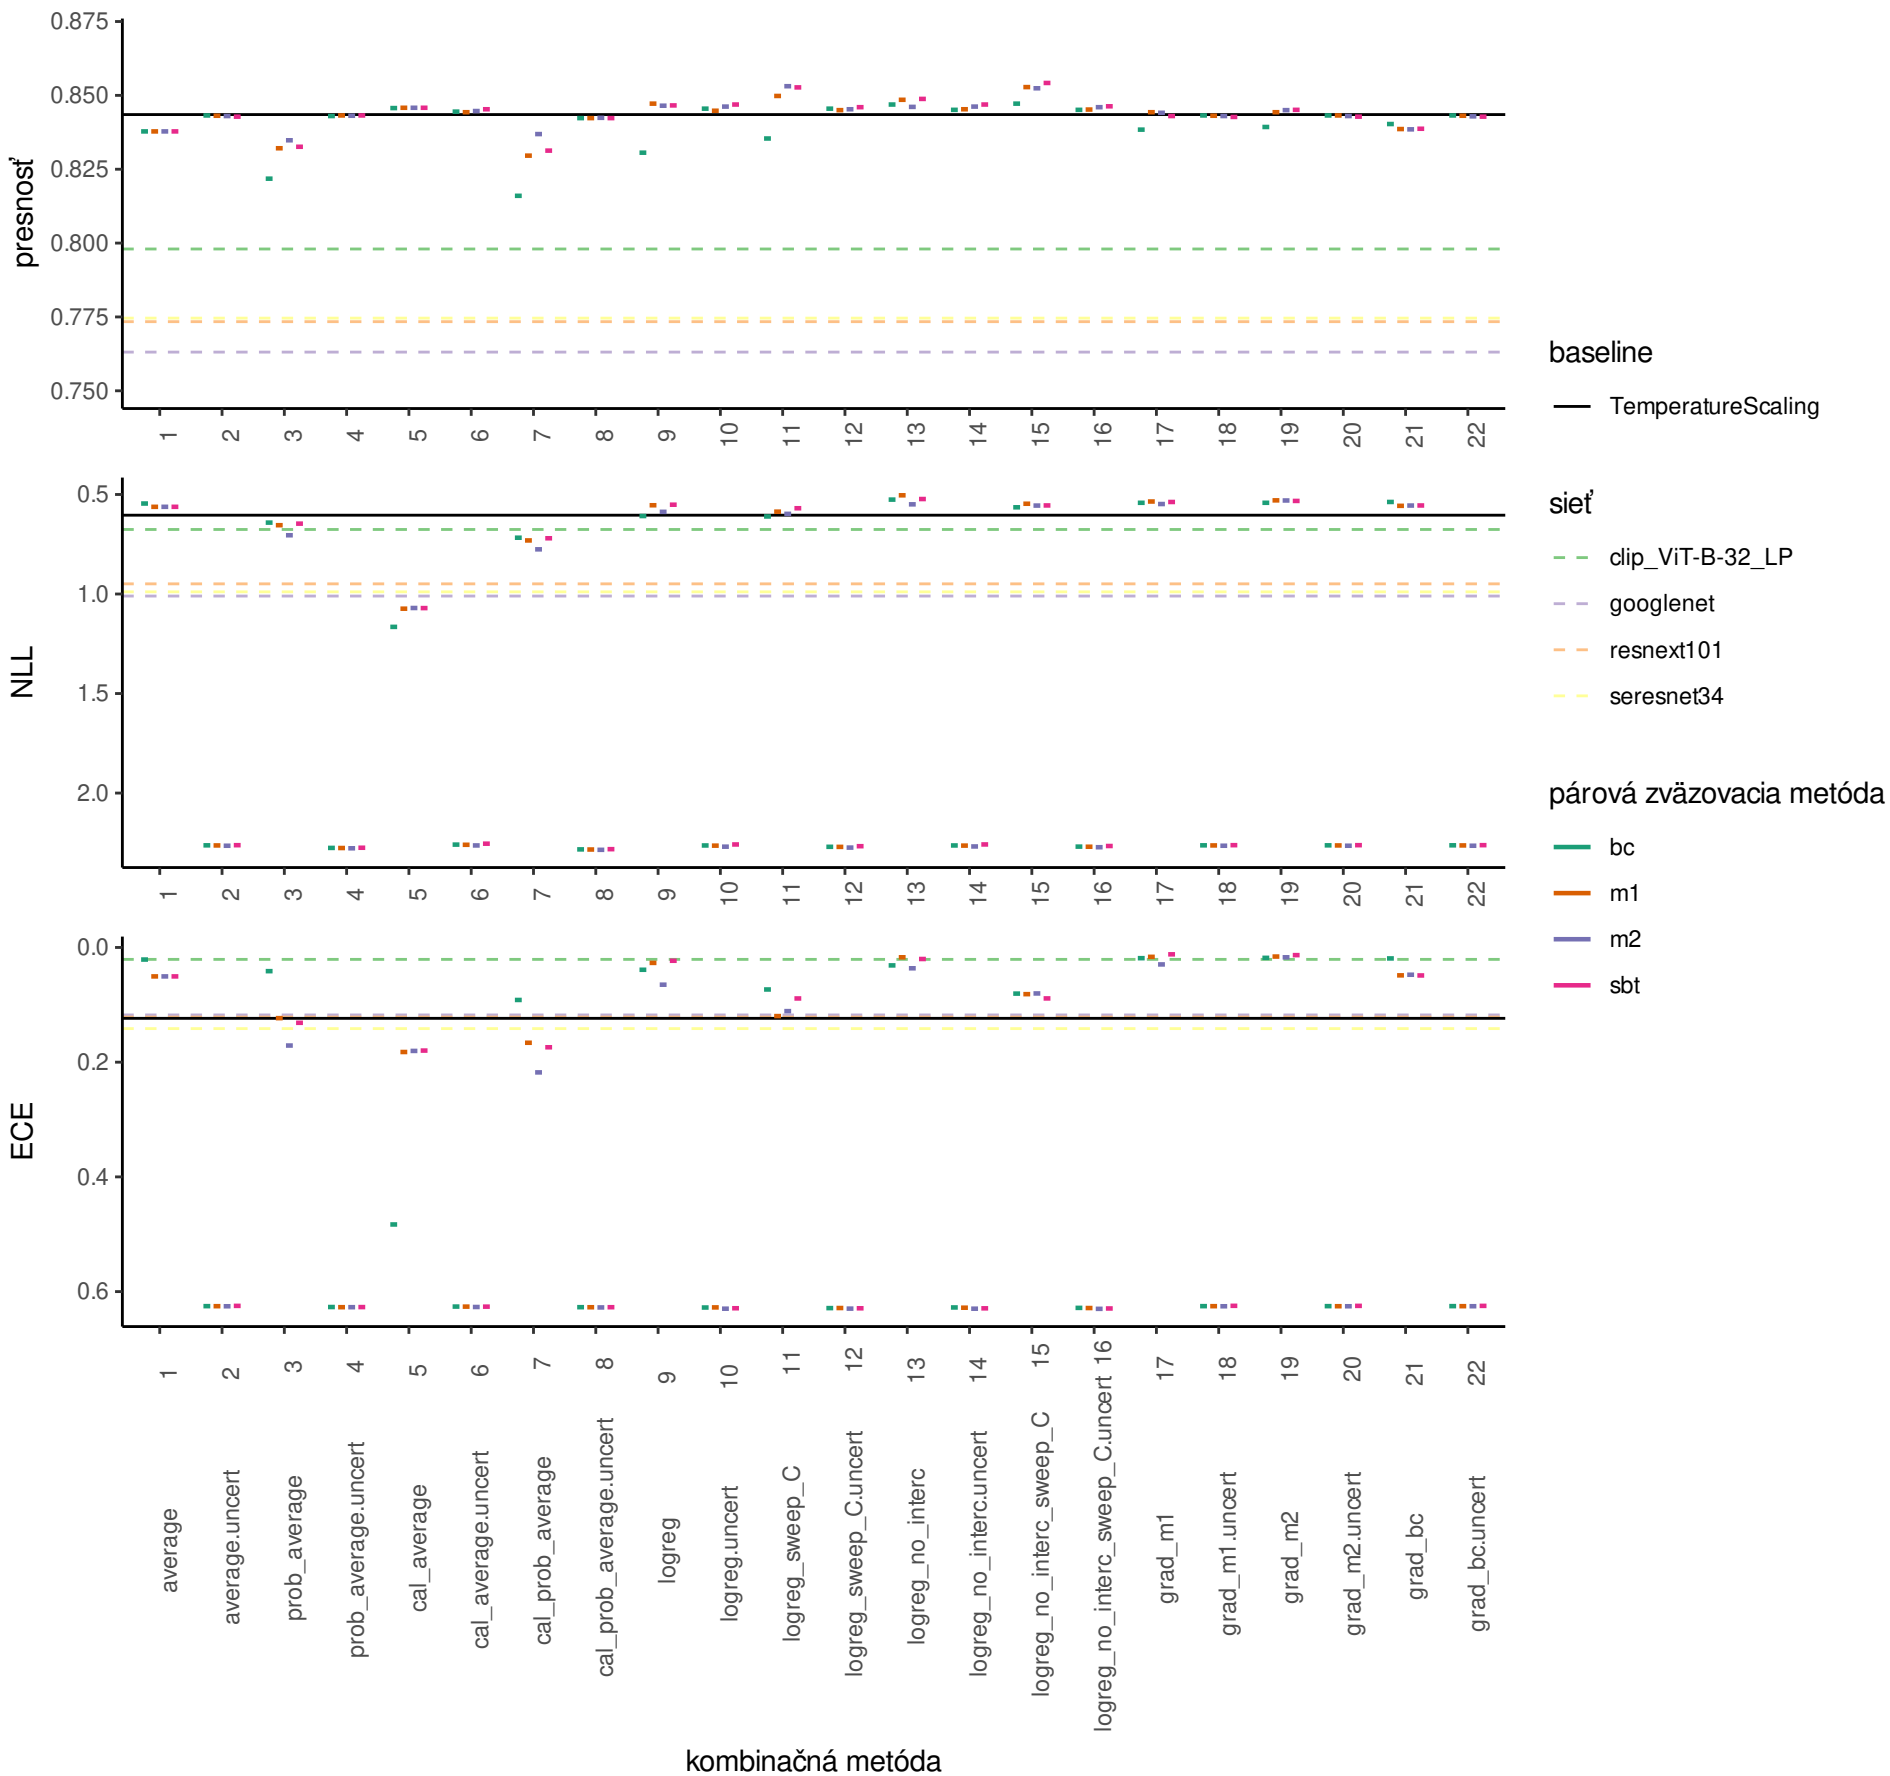 presnosť
0.875
0.850
0.825
0.800
0.775
0.750
1 2 3 4 5 6 7 8 9 10 11 12 13 14 15 16 17 18 19 20 21 22
NLL
0.5
1.0
1.5
2.0
1 2 3 4 5 6 7 8 9 10 11 12 13 14 15 16 17 18 19 20 21 22
ECE
0.0
0.2
0.4
0.6
average 1
average.uncert 2
prob_average 3
prob_average.uncert 4
cal_average 5
cal_average.uncert 6
cal_prob_average 7
cal_prob_average.uncert 8
logreg 9
logreg.uncert 10
logreg_sweep_C 11
logreg_sweep_C.uncert 12
logreg_no_interc 13
logreg_no_interc.uncert 14
logreg_no_interc_sweep_C 15
logreg_no_interc_sweep_C.uncert 16
grad_m1 17
grad_m1.uncert 18
grad_m2 19
grad_m2.uncert 20
grad_bc 21
grad_bc.uncert 22
kombinačná metóda
baseline
TemperatureScaling
sieť
clip_ViT-B-32_LP
googlenet
resnext101
seresnet34
párová zväzovacia metóda
bc
m1
m2
sbt